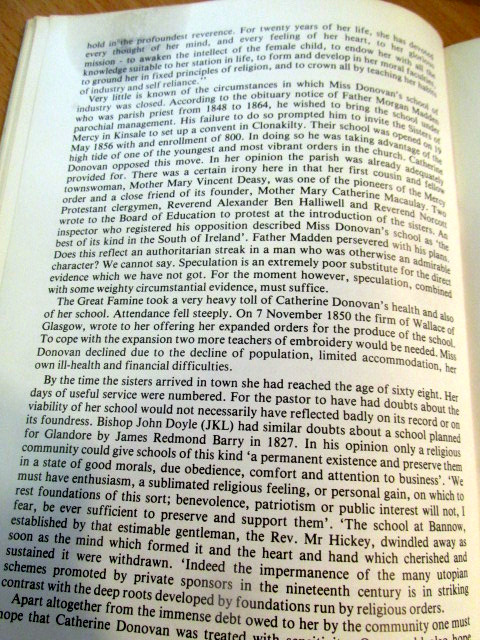 hold in the profoundest reverence. For twenty years of her life, she has devoted
every thought of her mind, and every feeling of her heart, to her glorious
mission - to awaken the intellect of the female child, to endow her with all the
knowledge suitable to her station in life, to form and develop in her moral faculties,
to ground her in fixed principles of religion, and to crown all by teaching her habits
of industry and self reliance."
Very little is known of the circumstances in which Miss Donovan's school of
industry was closed. According to the obituary notice of Father Morgan Madden
who was parish priest from 1848 to 1864, he wished to bring the school under
parochial management. His failure to do so prompted him to invite the Sisters of
Mercy in Kinsale to set up a convent in Clonakilty. Their school was opened on
May 1856 with and enrollment of 800. In doing so he was taking advantage of the
high tide of one of the youngest and most vibrant orders in the church. Catherine
Donovan opposed this move. In her opinion the parish was already adequately
provided for. There was a certain irony here in that her first cousin and fellow
townswoman, Mother Mary Vincent Deasy, was one of the pioneers of the Mercy
order and a close friend of its founder, Mother Mary Catherine Macaulay. Two
Protestant clergymen, Reverend Alexander Ben Halliwell and Reverend Norcott
wrote to the Board of Education to protest at the introduction of the sisters. An
inspector who registered his opposition described Miss Donovan's school as 'the
best of its kind in the South of Ireland'. Father Madden persevered with his plans.
Does this reflect an authoritarian streak in a man who was otherwise an admirable
character? We cannot say. Speculation is an extremely poor substitute for the direct
evidence which we have not got. For the moment however, speculation, combined
with some weighty circumstantial evidence, must suffice.
The Great Famine took a very heavy toll of Catherine Donovan's health and also
of her school. Attendance fell steeply. On 7 November 1850 the firm of Wallace of
Glasgow, wrote to her offering her expanded orders for the produce of the school.
To cope with the expansion two more teachers of embroidery would be needed. Miss
Donovan declined due to the decline of population, limited accommodation, her
own ill-health and financial difficulties.
By the time the sisters arrived in town she had reached the age of sixty eight. Her
days of useful service were numbered. For the pastor to have had doubts about the
viability of her school would not necessarily have reflected badly on its record or on
its foundress. Bishop John Doyle (JKL) had similar doubts about a school planned
for Glandore by James Redmond Barry in 1827. In his opinion only a religious
community could give schools of this kind 'a permanent existence and preserve them
in a state of good morals, due obedience, comfort and attention to business'. 'We
must have enthusiasm, a sublimated religious feeling, or personal gain, on which to
rest foundations of this sort; benevolence, patriotism or public interest will not, I
fear, be ever sufficient to preserve and support them'. 'The school at Bannow,
established by that estimable gentleman, the Rev. Mr Hickey, dwindled away as
soon as the mind which formed it and the heart and hand which cherished and
sustained it were withdrawn. 'Indeed the impermanence of the many utopian
schemes promoted by private sponsors in the nineteenth century is in striking
contrast with the deep roots developed by foundations run by religious orders.
Apart altogether from the immense debt owed to her by the community one must
hope that Catherine Donovan was treated with